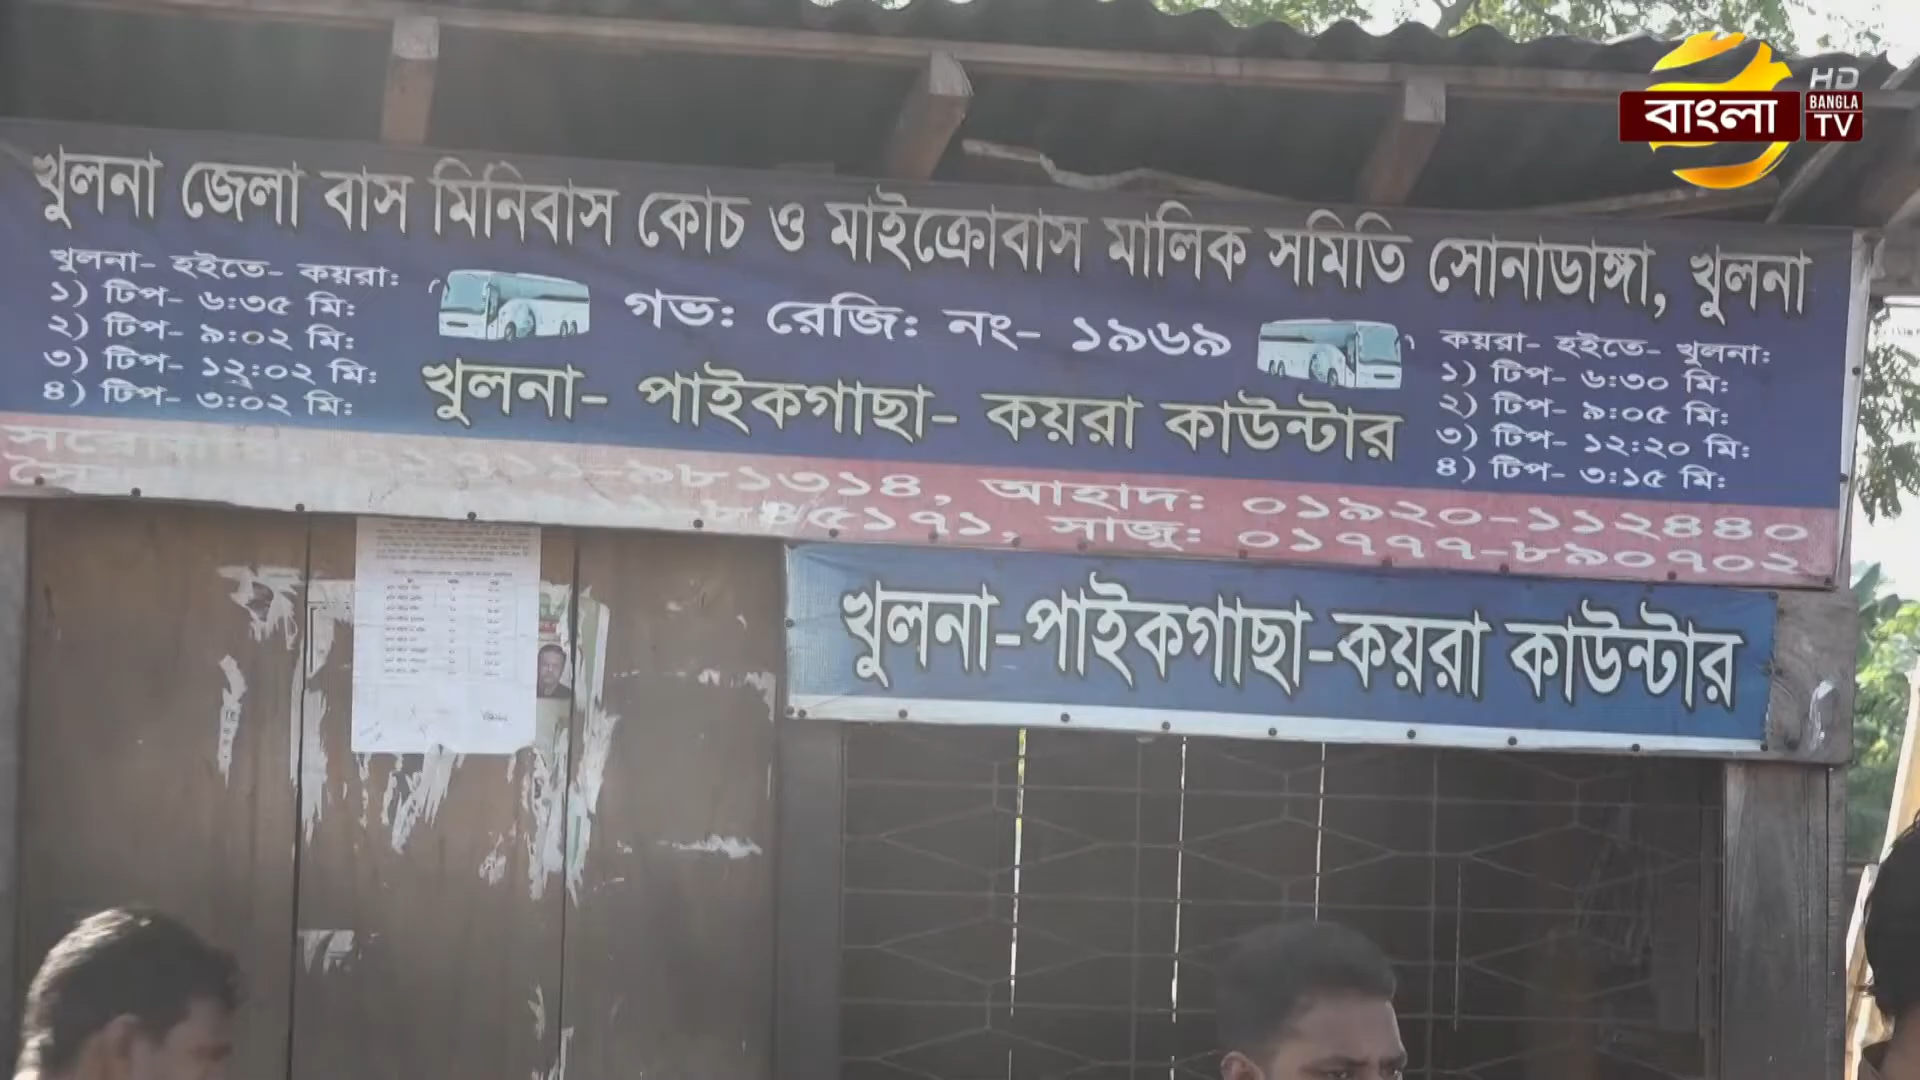 HD
বাংলা
BANGLA
TV
খুলনা জেলা বাস মিনিবাস কোচ ও মাইক্রোবাস মালিক সমিতি সোনাডাঙ্গা, খুলনা
খুলনা- হইতে- কয়রাঃ
১) টিপ- ৬:৩৫ মি:
২) টিপ- ৯:০২ মি:
৩) টিপ- ১২:০২ মি:
৪) টিপ- ৩:০২ মি:
গভ: রেজি: নং- ১৯৬৯
খুলনা- পাইকগাছা- কয়রা কাউন্টার
কয়রা- হইতে- খুলনা:
১) টিপ- ৬:৩০ মি:
২) টিপ- ৯:০৫ মি:
৩) টিপ- ১২:২০ মি:
৪) টিপ- ৩:১৫ মি:
-৯৮১৩১৪, আহাদ: ০১৯২০-১১২৪৪০
সাজু: ০১৭৭৭-৮৯০৭০২
খুলনা-পাইকগাছা-কয়রা কাউন্টার